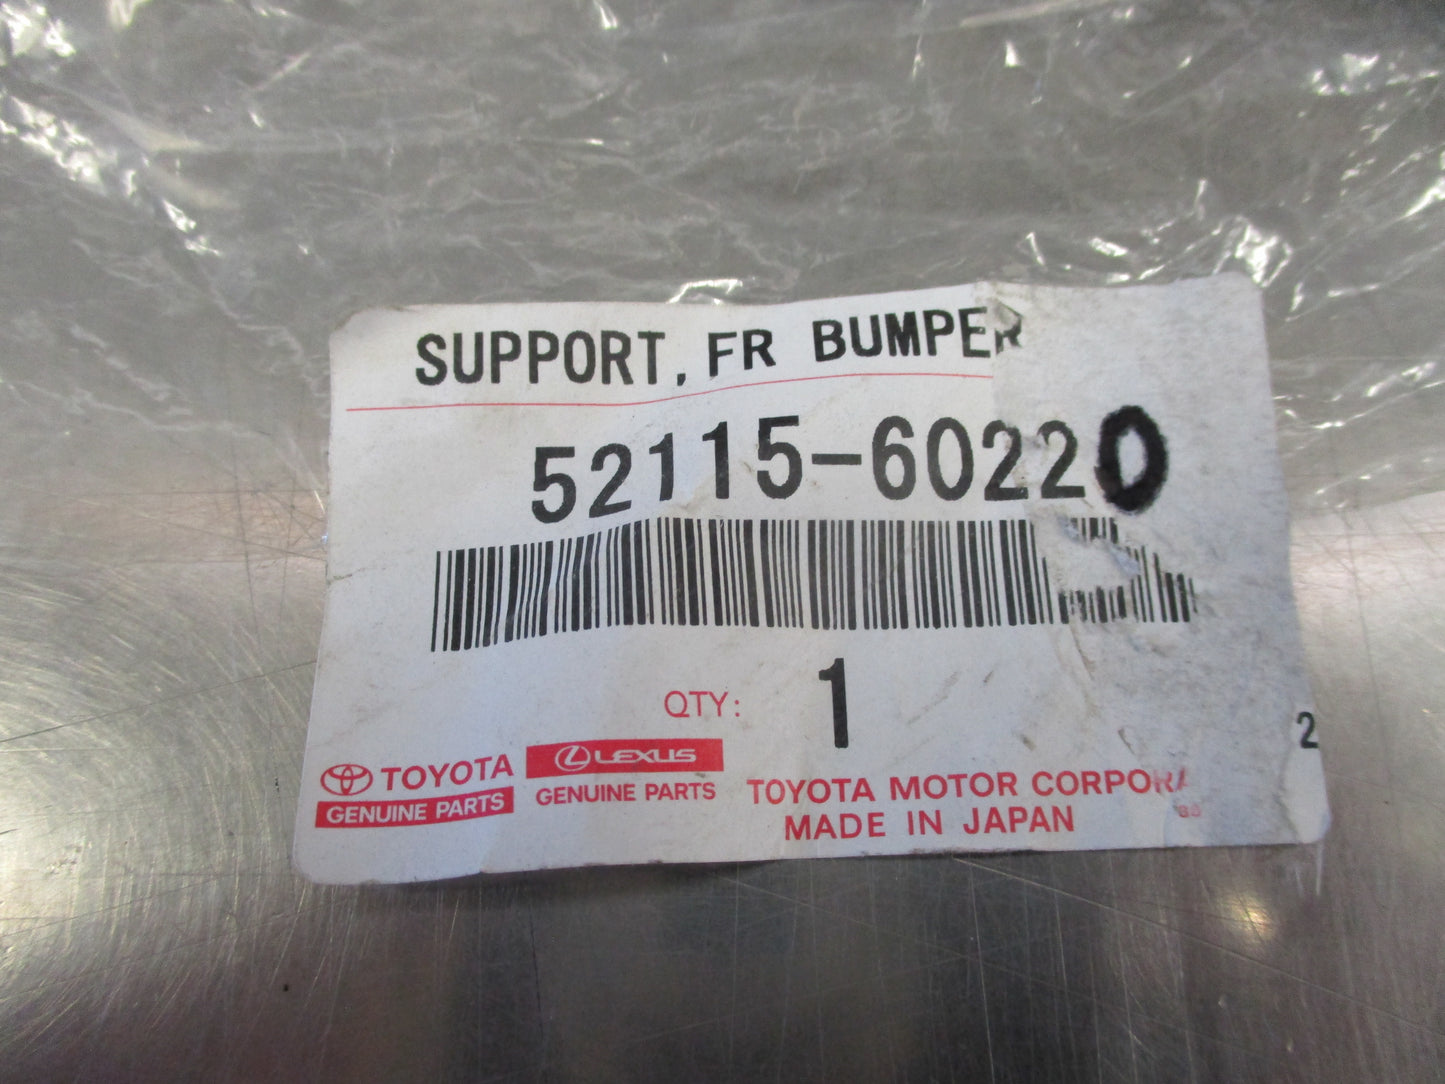 SUPPORT, FR BUMPER
52115-60220
QTY: 1
2
TOYOTA
GENUINE PARTS
LEXUS
GENUINE PARTS
TOYOTA MOTOR CORPORA
MADE IN JAPAN